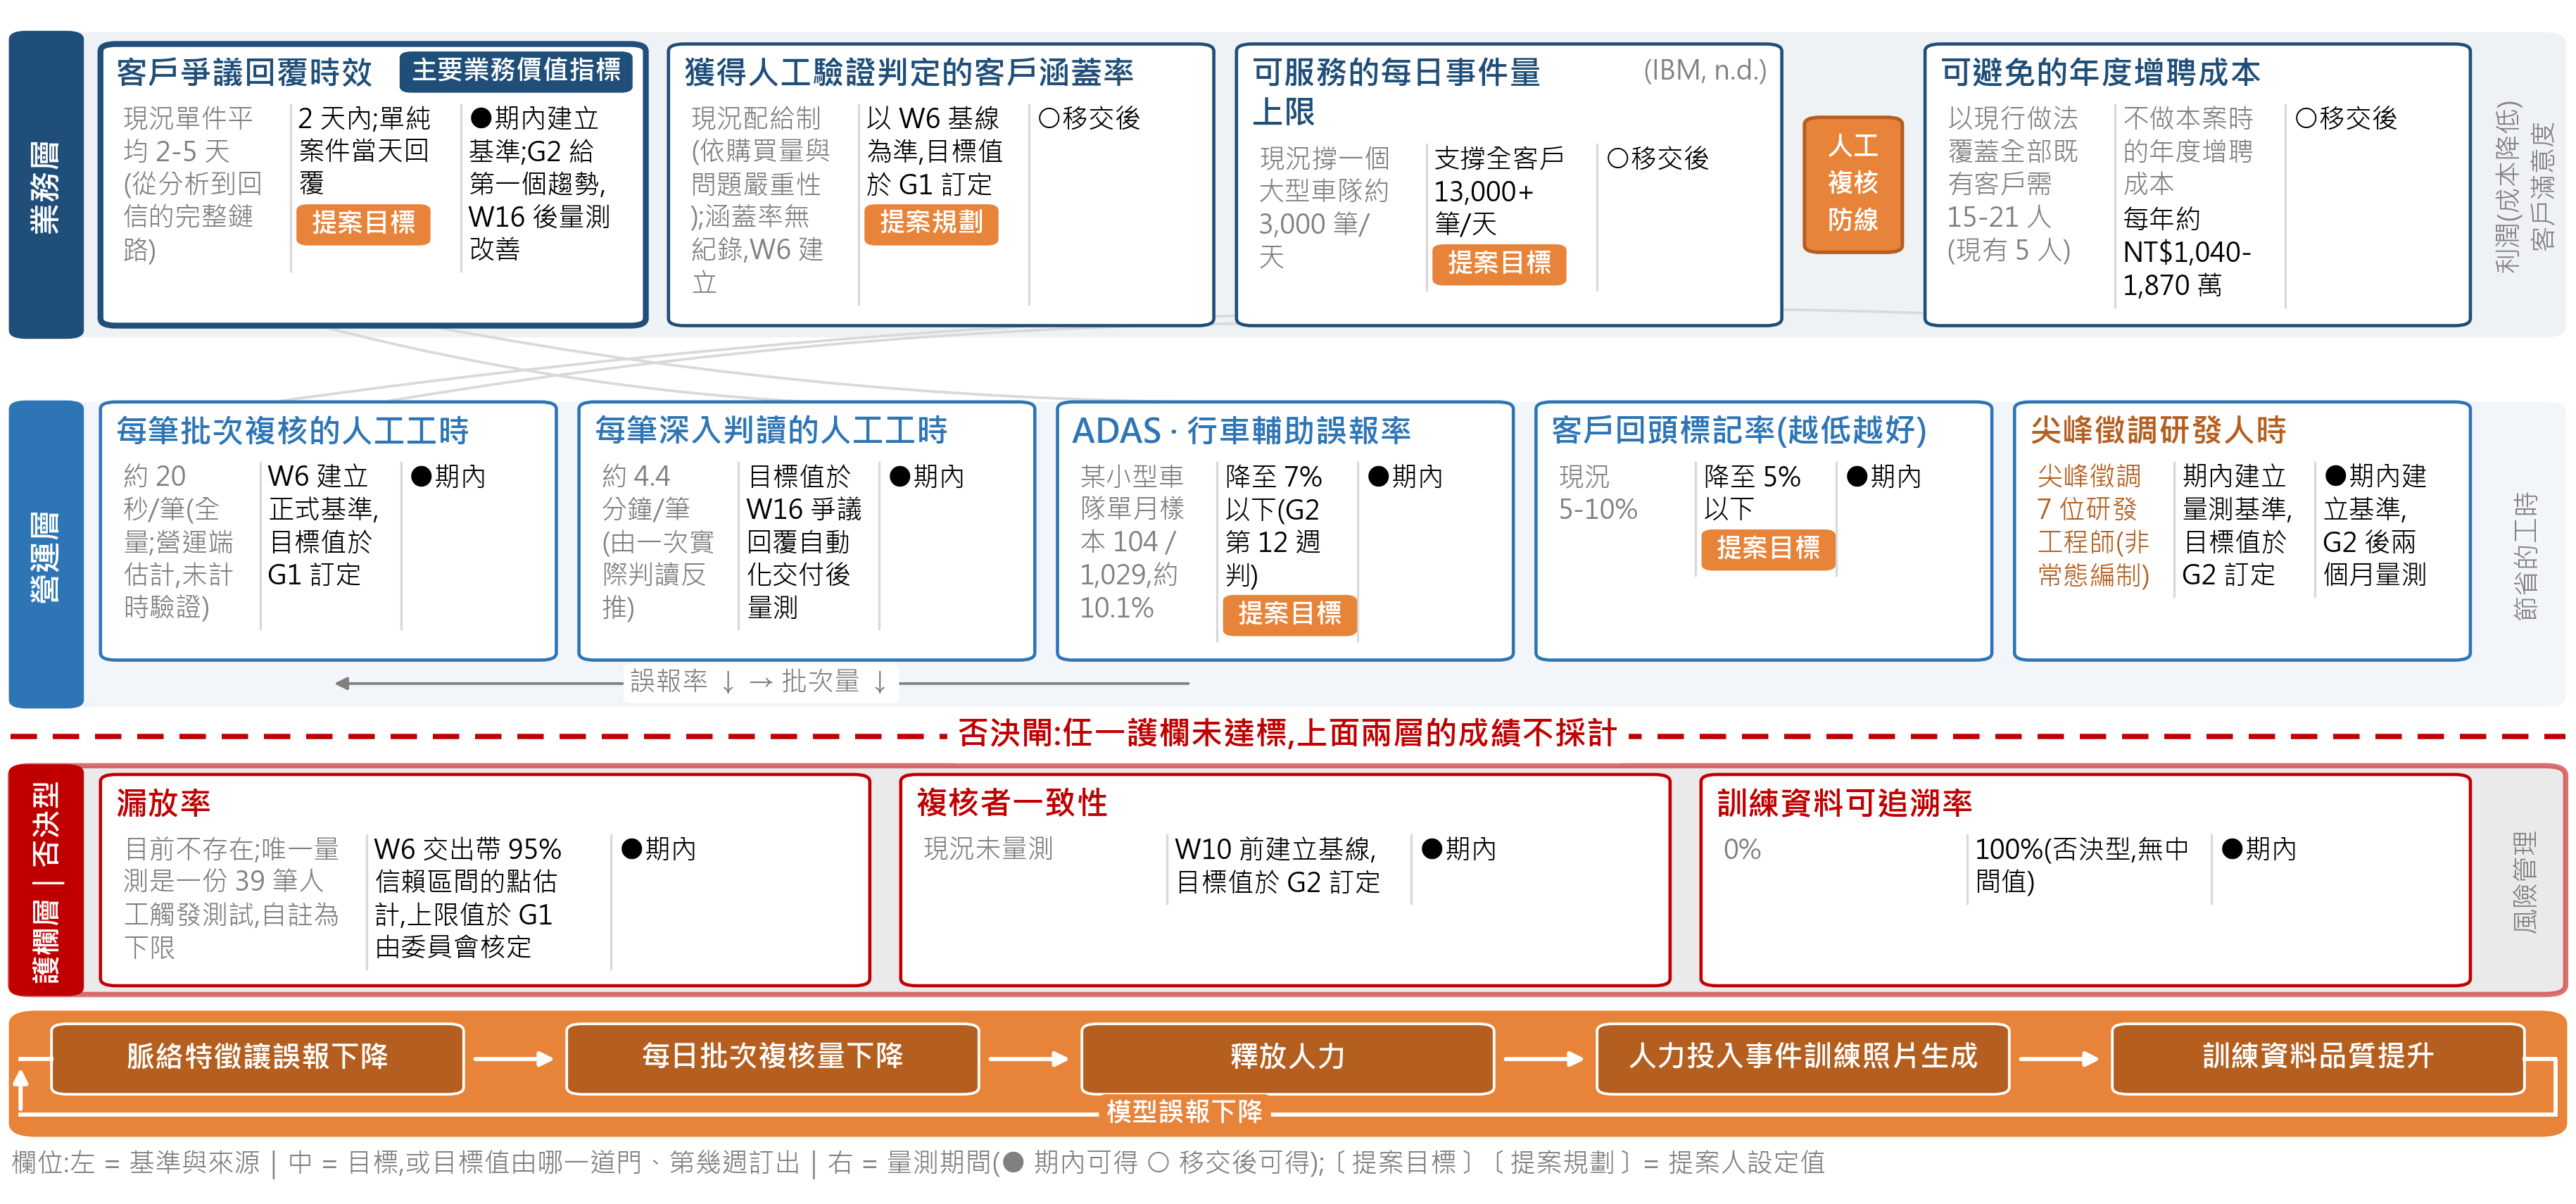 業務層
客戶爭議回覆時效
主要業務價值指標
現況單件平
均 2-5 天
(從分析到回
信的完整鏈
路)
2 天內;單純
案件當天回
覆
提案目標
●期內建立
基準;G2 給
第一個趨勢,
W16 後量測
改善
獲得人工驗證判定的客戶涵蓋率
現況配給制
(依購買量與
問題嚴重性
);涵蓋率無
紀錄,W6 建
立
以 W6 基線
為準,目標值
於 G1 訂定
提案規劃
○移交後
可服務的每日事件量
上限
(IBM, n.d.)
現況撐一個
大型車隊約
3,000 筆/
天
支撐全客戶
13,000+
筆/天
提案目標
○移交後
人工
複核
防線
可避免的年度增聘成本
以現行做法
覆蓋全部既
有客戶需
15-21 人
(現有 5 人)
不做本案時
的年度增聘
成本
每年約
NT$1,040-
1,870 萬
○移交後
利潤(成本降低)
客戶滿意度
營運層
每筆批次複核的人工工時
約 20
秒/筆(全
量;營運端
估計,未計
時驗證)
W6 建立
正式基準,
目標值於
G1 訂定
●期內
每筆深入判讀的人工工時
約 4.4
分鐘/筆
(由一次實
際判讀反
推)
目標值於
W16 爭議
回覆自動
化交付後
量測
●期內
ADAS · 行車輔助誤報率
某小型車
隊單月樣
本 104 /
1,029,約
10.1%
降至 7%
以下(G2
第 12 週
判)
提案目標
●期內
客戶回頭標記率(越低越好)
現況
5-10%
降至 5%
以下
提案目標
●期內
尖峰徵調研發人時
尖峰徵調
7 位研發
工程師(非
常態編制)
期內建立
量測基準,
目標值於
G2 訂定
●期內建
立基準,
G2 後兩
個月量測
節省的工時
誤報率 ↓ → 批次量 ↓
否決閘:任一護欄未達標,上面兩層的成績不採計
護欄層 | 否決型
漏放率
目前不存在;唯一量
測是一份 39 筆人
工觸發測試,自註為
下限
W6 交出帶 95%
信賴區間的點估
計,上限值於 G1
由委員會核定
●期內
複核者一致性
現況未量測
W10 前建立基線,
目標值於 G2 訂定
●期內
訓練資料可追溯率
0%
100%(否決型,無中
間值)
●期內
風險管理
脈絡特徵讓誤報下降
每日批次複核量下降
釋放人力
人力投入事件訓練照片生成
訓練資料品質提升
模型誤報下降
欄位:左 = 基準與來源 | 中 = 目標,或目標值由哪一道門、第幾週訂出 | 右 = 量測期間(● 期內可得 ○ 移交後可得);〔提案目標〕〔提案規劃〕= 提案人設定值